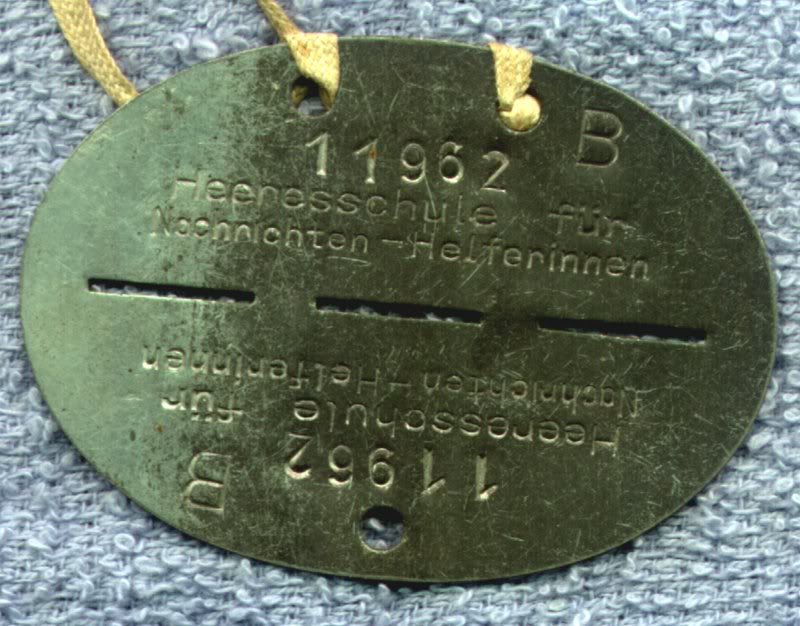 B
11962
Heeresschule für
Nachrichten-Helferinnen
Nachrichten-Helferinnen
Heeresschule für
11962
B